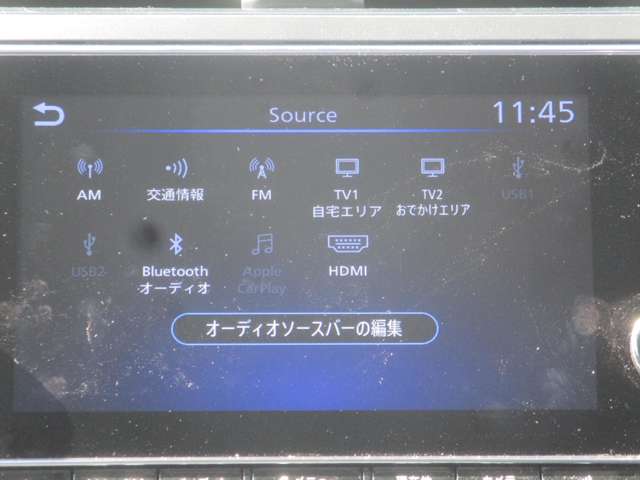 Source
11:45
AM
交通情報
FM
TV1
自宅エリア
TV2
おでかけエリア
USB1
USB2
Bluetooth
オーディオ
Apple
CarPlay
HDMI
オーディオソースバーの編集